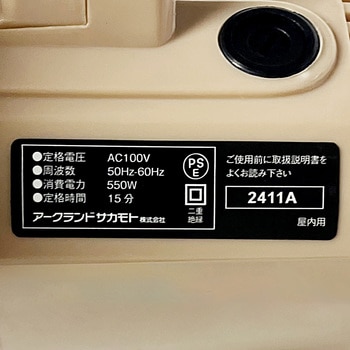 ●定格電圧 AC100V
●周波数 50Hz-60Hz
●消費電力 550W
●定格時間 15分
アークランドサカモト株式会社
PS
E
二重
絶縁
ご使用前に取扱説明書を
よくお読み下さい
2411A
屋内用